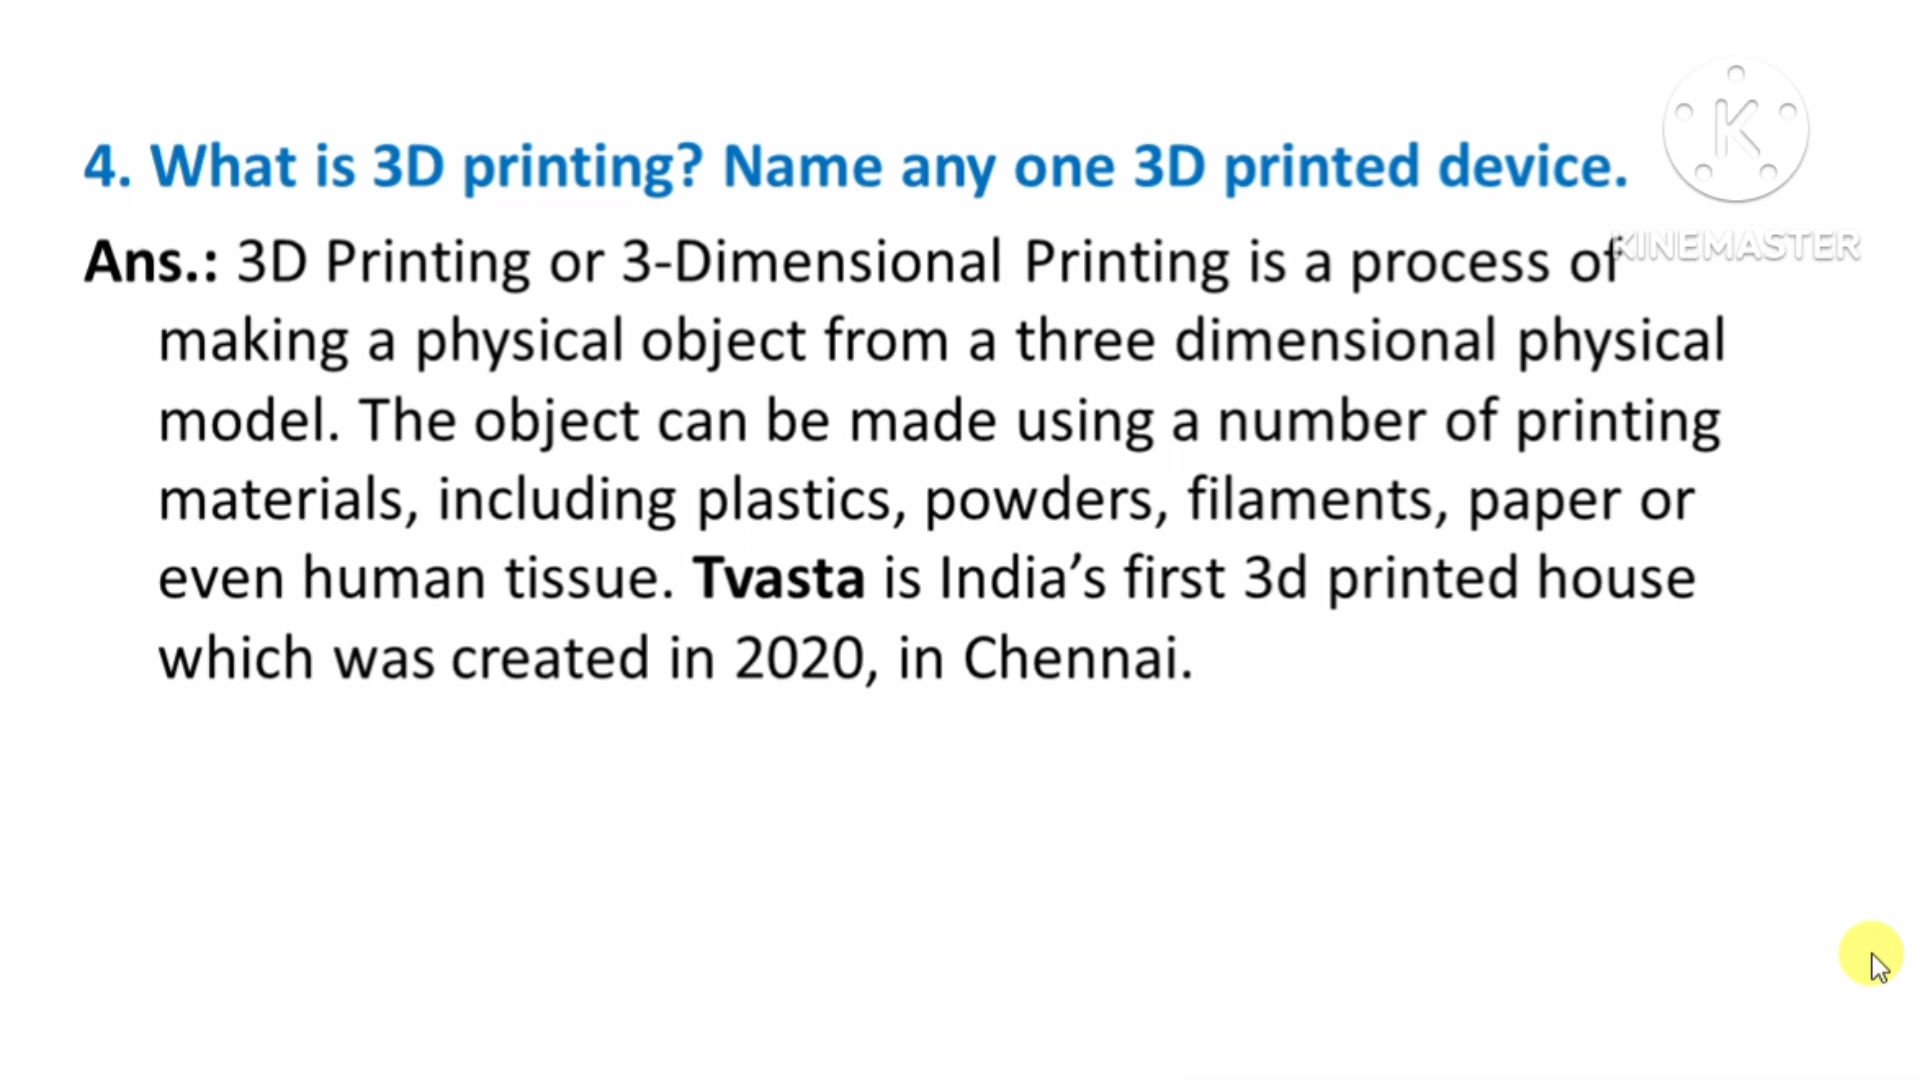 4. What is 3D printing? Name any one 3D printed device.
K
KINEMASTER
Ans.: 3D Printing or 3-Dimensional Printing is a process of
making a physical object from a three dimensional physical
model. The object can be made using a number of printing
materials, including plastics, powders, filaments, paper or
even human tissue. Tvasta is India’s first 3d printed house
which was created in 2020, in Chennai.